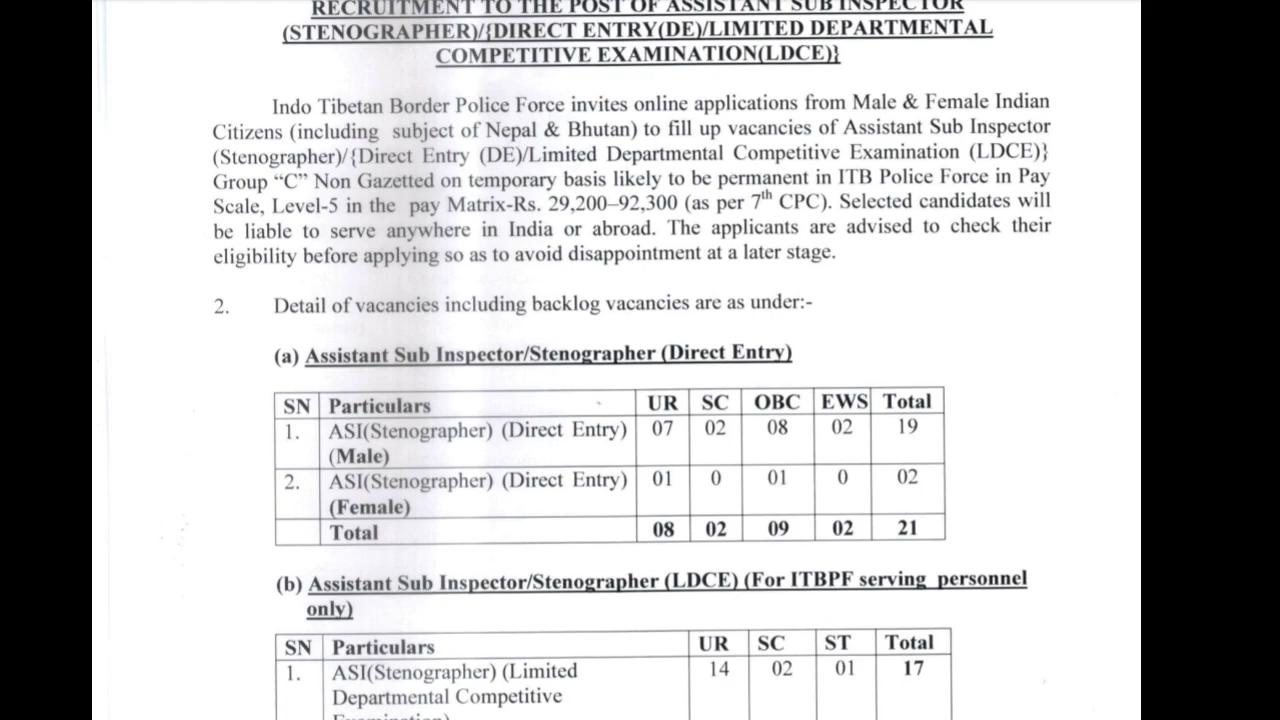 RECRUITMENT TO THE POST OF ASSISTANT SUB INSPECTOR
(STENOGRAPHER)/{DIRECT ENTRY(DE)/LIMITED DEPARTMENTAL
COMPETITIVE EXAMINATION(LDCE)}
Indo Tibetan Border Police Force invites online applications from Male & Female Indian
Citizens (including subject of Nepal & Bhutan) to fill up vacancies of Assistant Sub Inspector
(Stenographer)/{Direct Entry (DE)/Limited Departmental Competitive Examination (LDCE)}
Group “C” Non Gazetted on temporary basis likely to be permanent in ITB Police Force in Pay
Scale, Level-5 in the pay Matrix-Rs. 29,200–92,300 (as per 7th CPC). Selected candidates will
be liable to serve anywhere in India or abroad. The applicants are advised to check their
eligibility before applying so as to avoid disappointment at a later stage.
2. Detail of vacancies including backlog vacancies are as under:-
(a) Assistant Sub Inspector/Stenographer (Direct Entry)
SN Particulars UR SC OBC EWS Total
1. ASI(Stenographer) (Direct Entry) 07 02 08 02 19
(Male)
2. ASI(Stenographer) (Direct Entry) 01 0 01 0 02
(Female)
Total 08 02 09 02 21
(b) Assistant Sub Inspector/Stenographer (LDCE) (For ITBPF serving personnel
only)
SN Particulars UR SC ST Total
1. ASI(Stenographer) (Limited 14 02 01 17
Departmental Competitive
Examination)